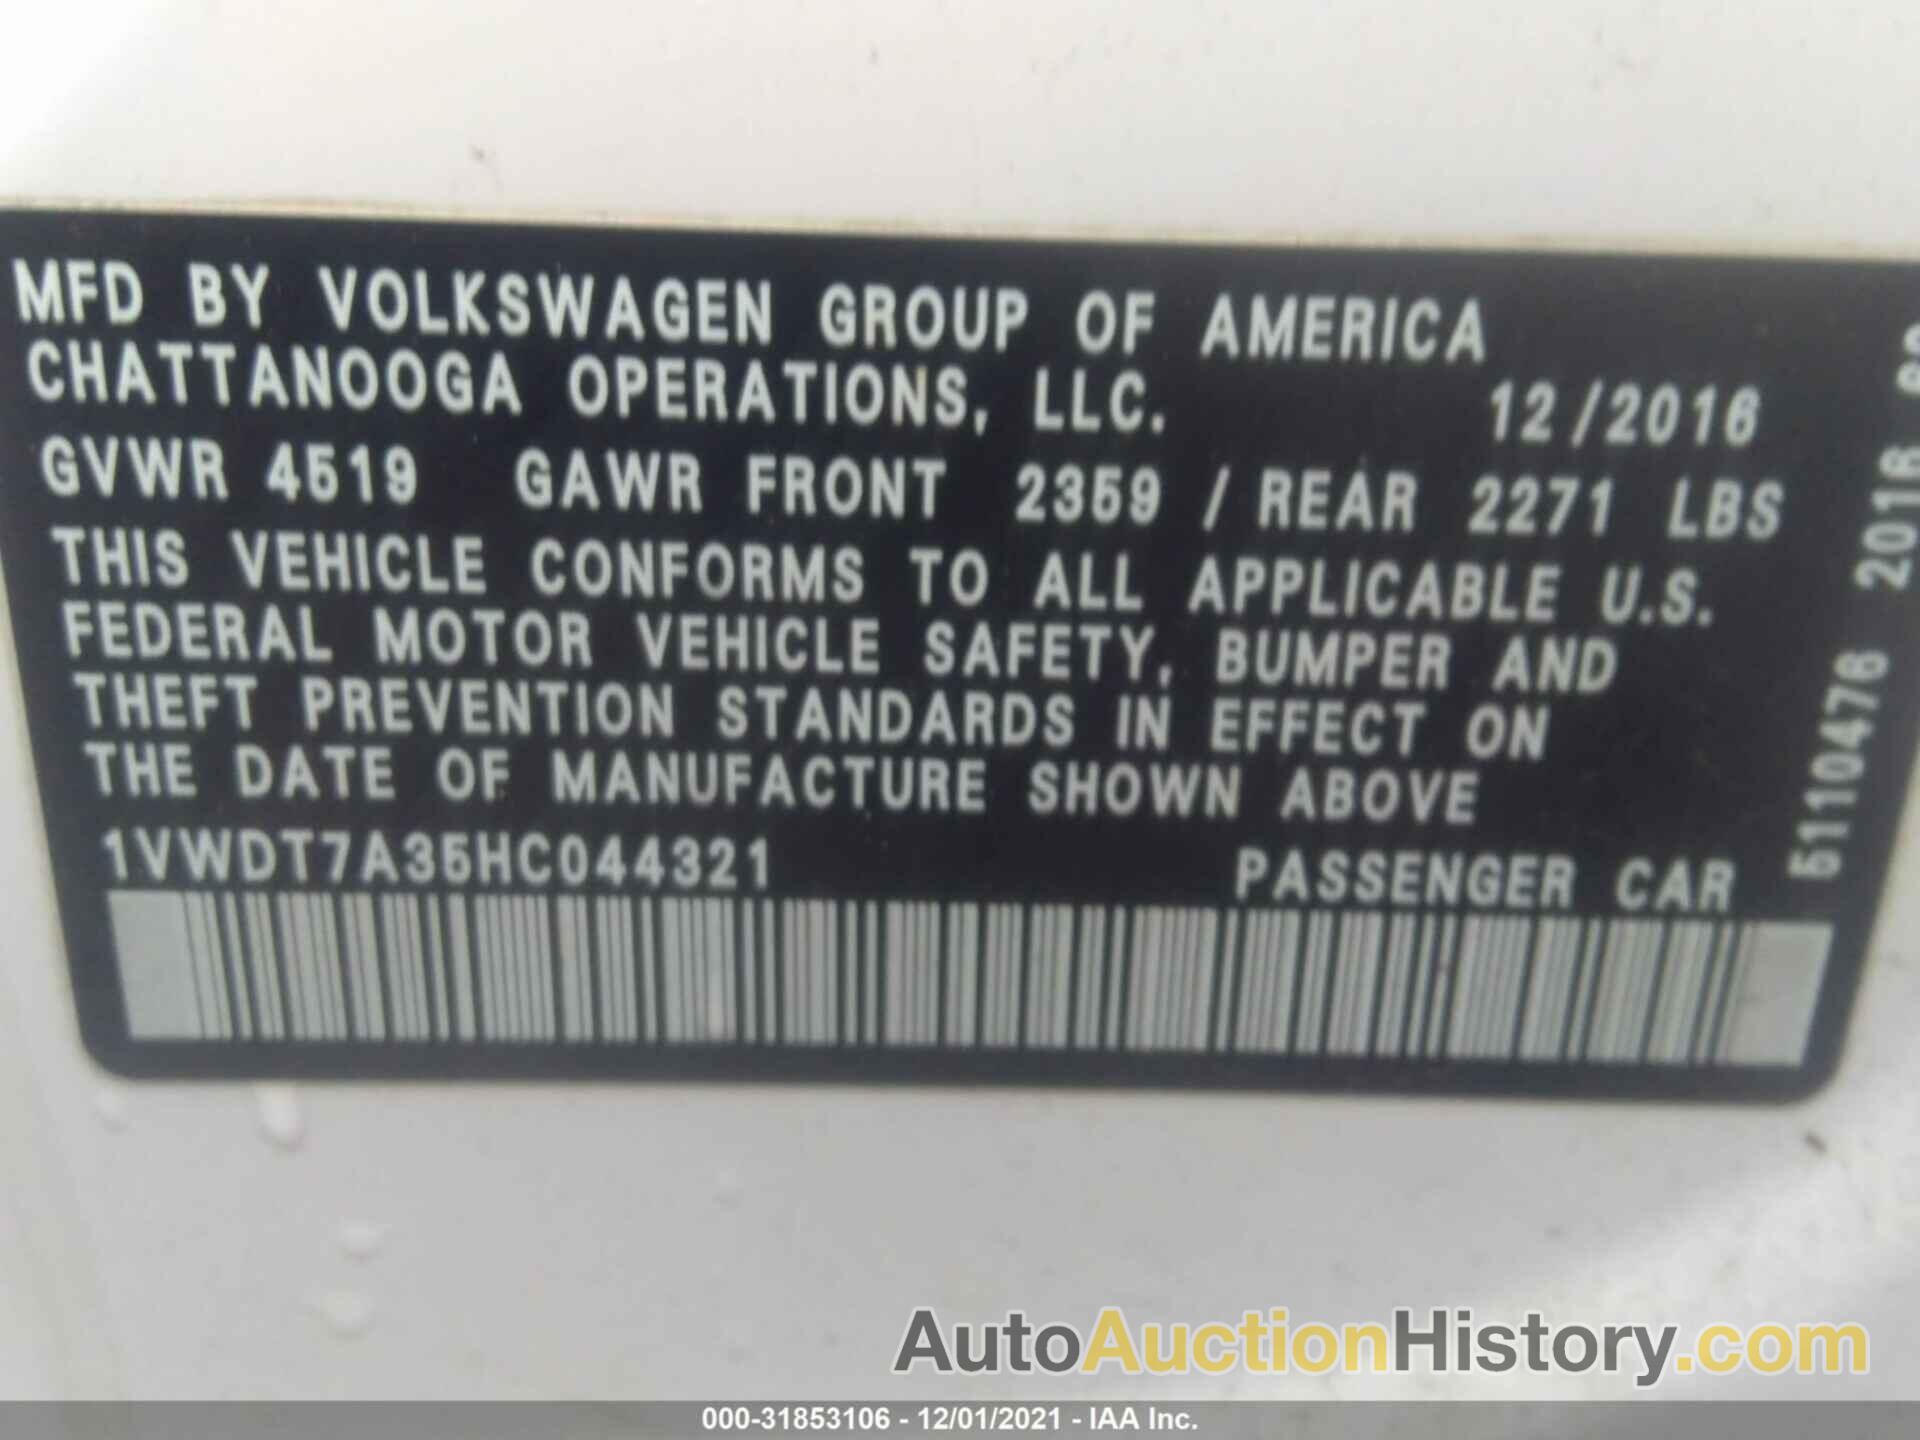 MFD BY VOLKSWAGEN GROUP OF AMERICA
CHATTANOOGA OPERATIONS, LLC. 12/2016
GVWR 4519 GAWR FRONT 2359 / REAR 2271 LBS
THIS VEHICLE CONFORMS TO ALL APPLICABLE U.S.
FEDERAL MOTOR VEHICLE SAFETY, BUMPER AND
THEFT PREVENTION STANDARDS IN EFFECT ON
THE DATE OF MANUFACTURE SHOWN ABOVE
1VWDT7A35HC044321 PASSENGER CAR
5110476 2016
AutoAuctionHistory.com
000-31853106 - 12/01/2021 - IAA Inc.